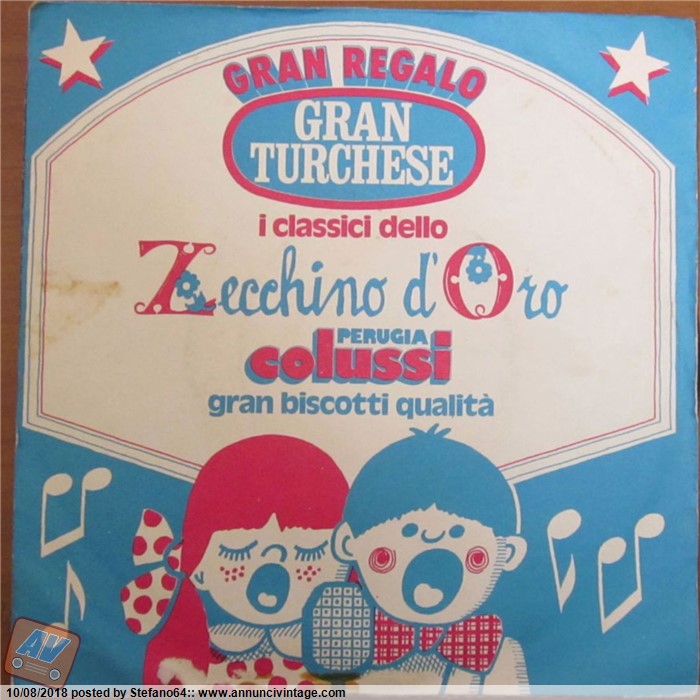 GRAN REGALO
GRAN
TURCHESE
i classici dello
Zecchino d'Oro
PERUGIA
colussi
gran biscotti qualità
AV
10/08/2018 posted by Stefano64:: www.annuncivintage.com